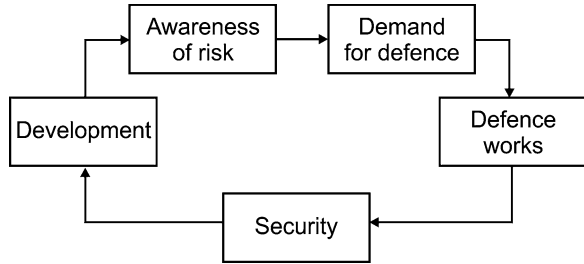 Awareness
of risk
Demand
for defence
Development
Defence
works
Security